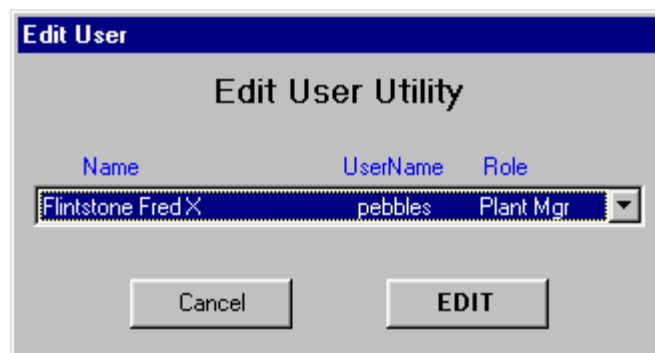 Edit User
Edit User Utility
Name UserName Role
Flintstone Fred X pebbles Plant Mgr
Cancel EDIT